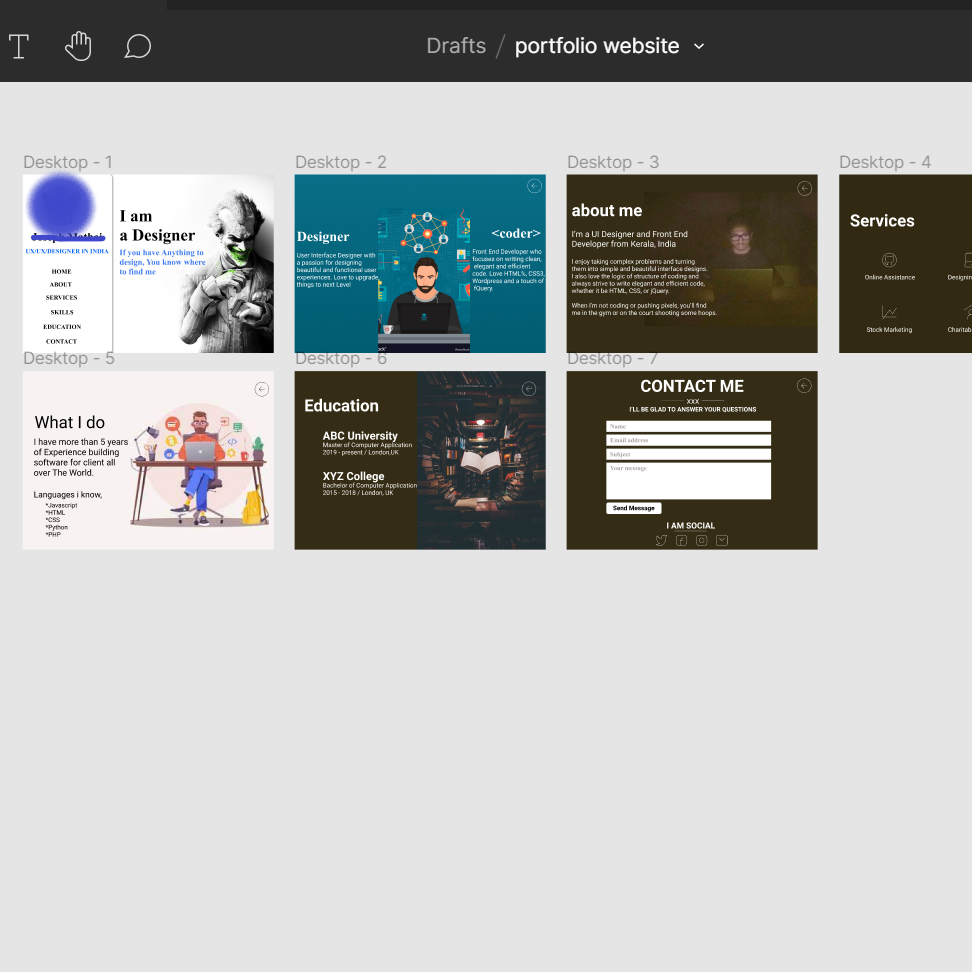 T
Drafts / portfolio website
Desktop - 1
UX/UX/DESIGNER IN INDIA
HOME
ABOUT
SERVICES
SKILLS
EDUCATION
CONTACT
I am
a Designer
If you have Anything to
design, You know where
to find me
Desktop - 2
Designer
User Interface Designer with
a passion for designing
beautiful and functional user
experiences. Love to upgrade
things to next Level
<coder>
Front End Developer who
focuses on writing clean,
elegant and efficient
code. Love HTML%, CSS3,
Wordpress and a touch of
?Query.
Desktop - 3
about me
I'm a UI Designer and Front End
Developer from Kerala, India
I enjoy taking complex problems and turning
them into simple and beautiful interface designs.
I also love the logic of structure of coding and
always strive to write elegant and efficient code,
whether it be HTML, CSS, or jQuery.
When I'm not coding or pushing pixels, you'll find
me in the gym or on the court shooting some hoops.
Desktop - 4
Services
Online Assistance
Designin
Stock Marketing
Charitab
Desktop - 5
What I do
I have more than 5 years
of Experience building
software for client all
over The World.
Languages i know,
*Javascript
*HTML
*CSS
*Python
*PHP
Desktop - 6
Education
ABC University
Master of Computer Application
2019 - present / London,UK
XYZ College
Bachelor of Computer Application
2015 - 2018 / London, UK
Desktop - 7
CONTACT ME
XXX
I'LL BE GLAD TO ANSWER YOUR QUESTIONS
Name
Email address
Subject
Your message
Send Message
I AM SOCIAL